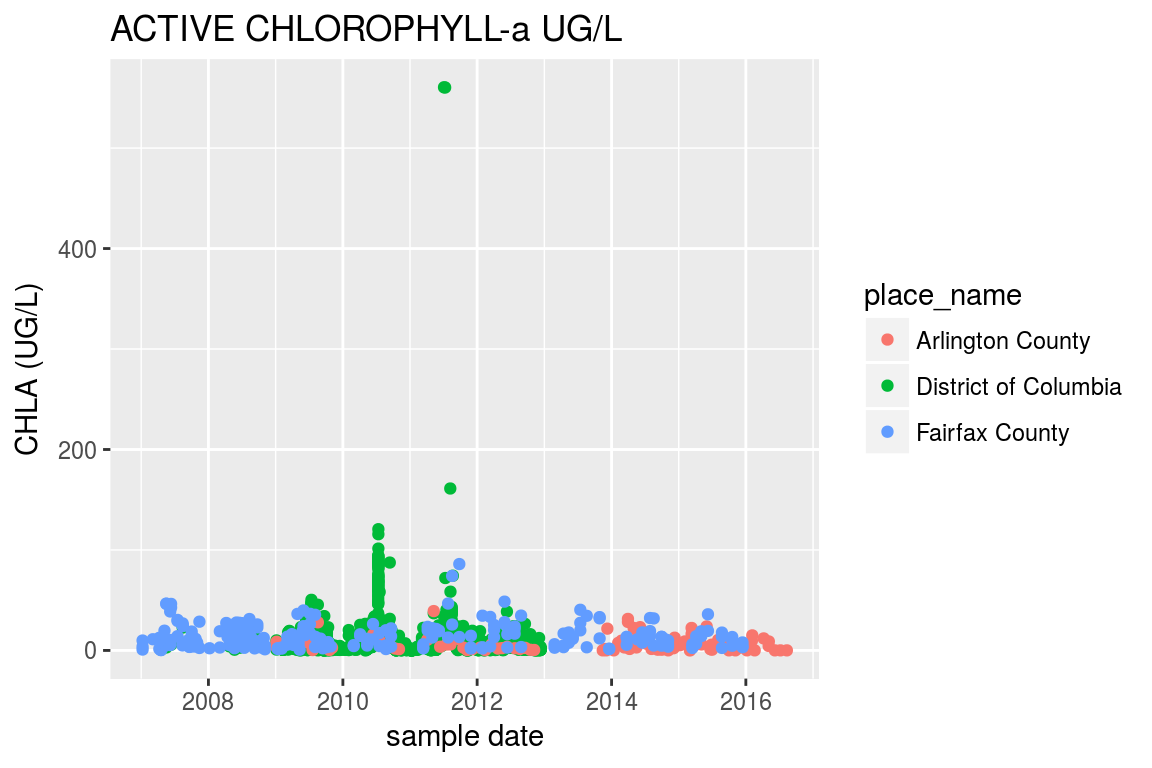 ACTIVE CHLOROPHYLL-a UG/L
CHLA (UG/L)
400
200
0
2008 2010 2012 2014 2016
sample date
place_name
Arlington County
District of Columbia
Fairfax County